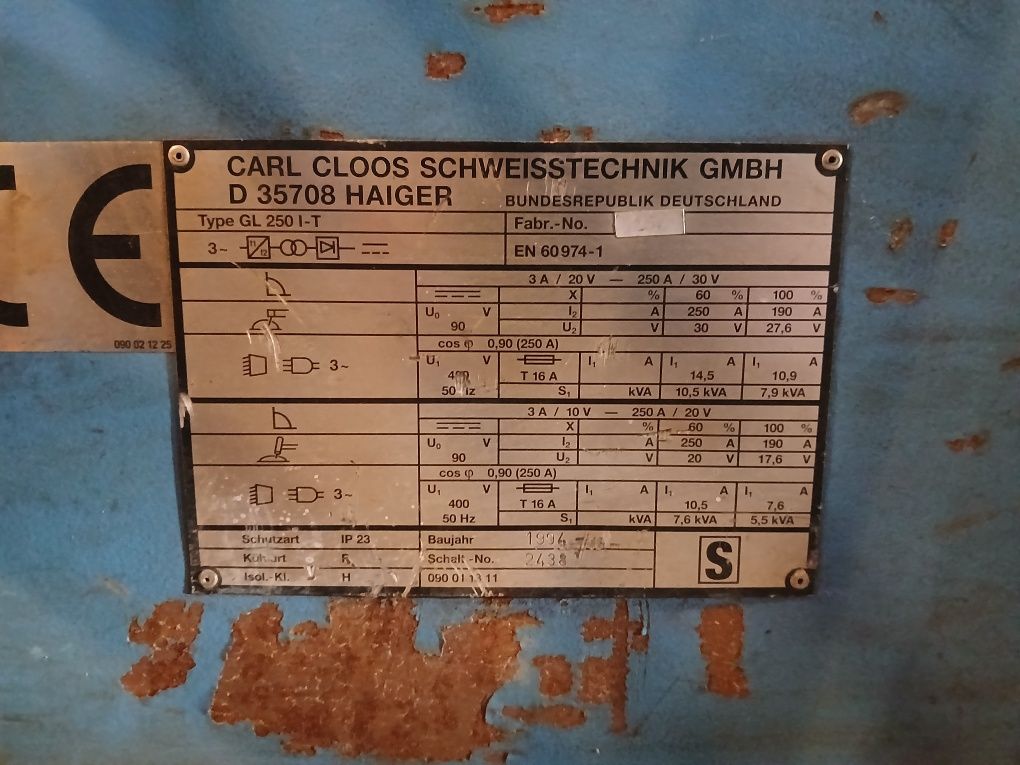 CE
090 02 12 25
CARL CLOOS SCHWEISSTECHNIK GMBH
D 35708 HAIGER BUNDESREPUBLIK DEUTSCHLAND
Type GL 250 I-T Fabr.-No.
3~ EN 60974-1
3 A / 20 V — 250 A / 30 V
X % 60 % 100 %
U₀ V I₂ A 250 A 190 A
90 U₂ V 30 V 27,6 V
cos φ 0,90 (250 A)
3~ U₁ V I₁ A I₁ A I₁ A
400 T 16 A 14,5 10,9
50 Hz S₁ kVA 10,5 kVA 7,9 kVA
3 A / 10 V — 250 A / 20 V
X % 60 % 100 %
U₀ V I₂ A 250 A 190 A
90 U₂ V 20 V 17,6 V
cos φ 0,90 (250 A)
3~ U₁ V I₁ A I₁ A I₁ A
400 T 16 A 10,5 7,6
50 Hz S₁ kVA 7,6 kVA 5,5 kVA
Schutzart IP 23 Baujahr 1994
Kühlart F Schalt-No. 2438
Isol.-Kl. H 090 01 13 11
S